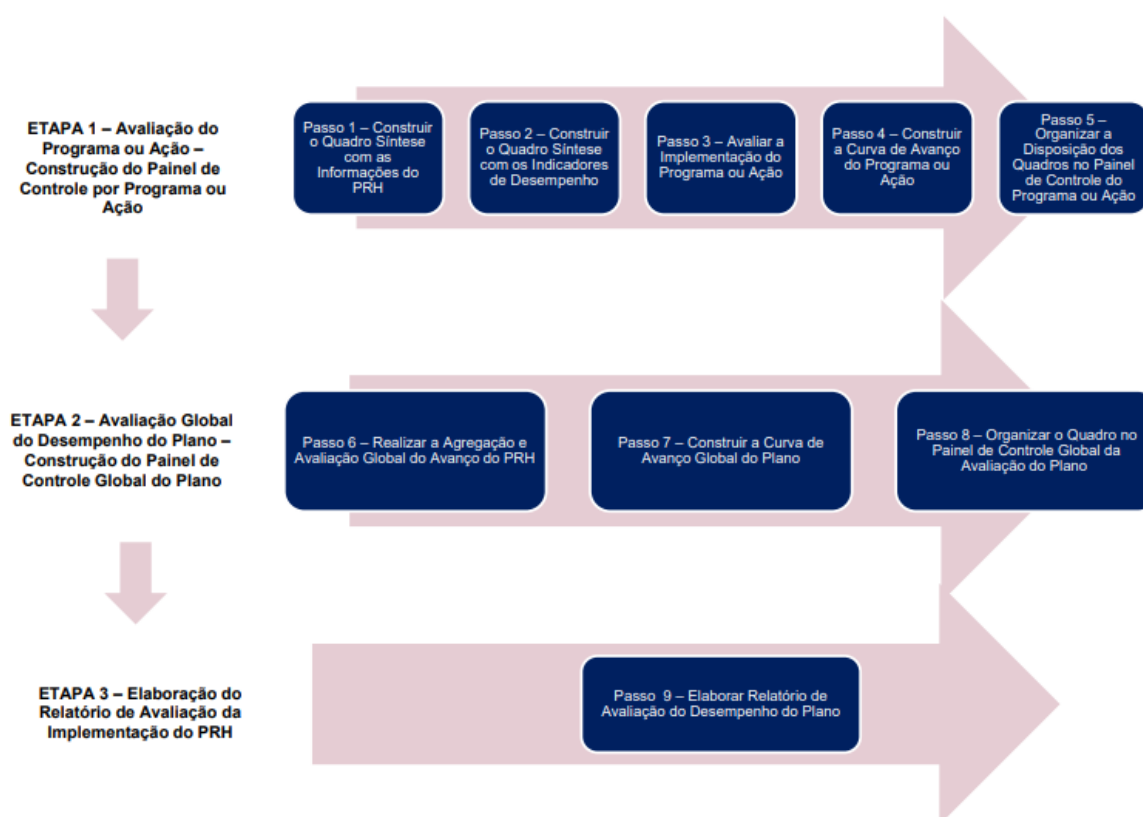 ETAPA 1 – Avaliação do
Programa ou Ação –
Construção do Painel de
Controle por Programa ou
Ação
Passo 1 – Construir
o Quadro Síntese
com as
Informações do
PRH
Passo 2 – Construir
o Quadro Síntese
com os Indicadores
de Desempenho
Passo 3 – Avaliar a
Implementação do
Programa ou Ação
Passo 4 – Construir
a Curva de Avanço
do Programa ou
Ação
Passo 5 –
Organizar a
Disposição dos
Quadros no Painel
de Controle do
Programa ou Ação
ETAPA 2 – Avaliação Global
do Desempenho do Plano –
Construção do Painel de
Controle Global do Plano
Passo 6 – Realizar a Agregação e
Avaliação Global do Avanço do PRH
Passo 7 – Construir a Curva de
Avanço Global do Plano
Passo 8 – Organizar o Quadro no
Painel de Controle Global da
Avaliação do Plano
ETAPA 3 – Elaboração do
Relatório de Avaliação da
Implementação do PRH
Passo 9 – Elaborar Relatório de
Avaliação do Desempenho do Plano